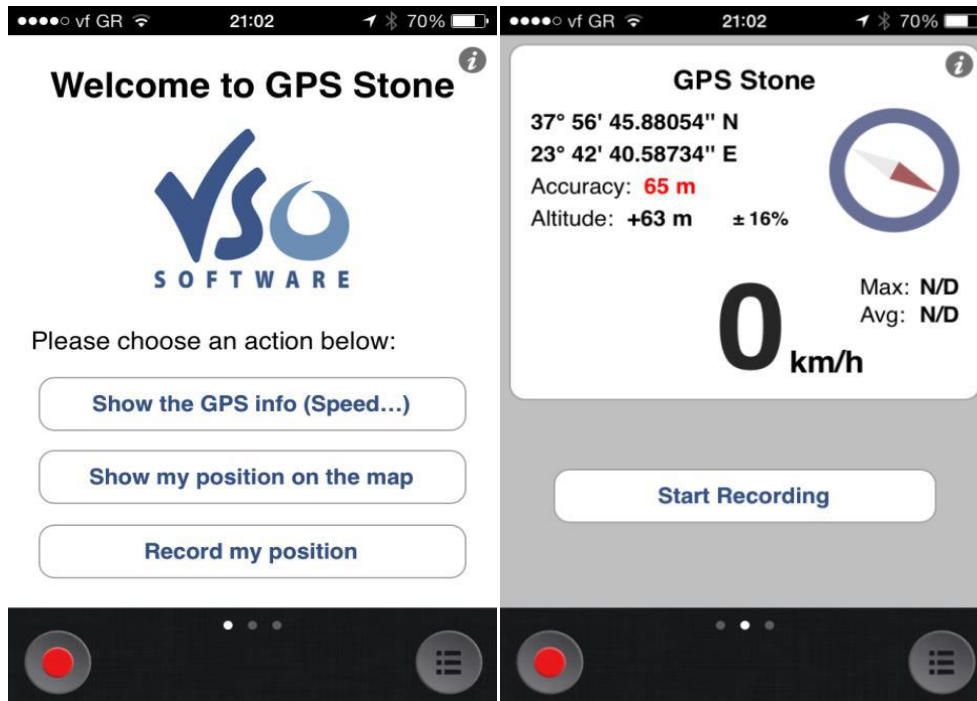 vf GR 21:02 70%
Welcome to GPS Stone
VSO
SOFTWARE
Please choose an action below:
Show the GPS info (Speed...)
Show my position on the map
Record my position
vf GR 21:02 70%
GPS Stone
37° 56' 45.88054'' N
23° 42' 40.58734'' E
Accuracy: 65 m
Altitude: +63 m ± 16%
Max: N/D
Avg: N/D
0 km/h
Start Recording